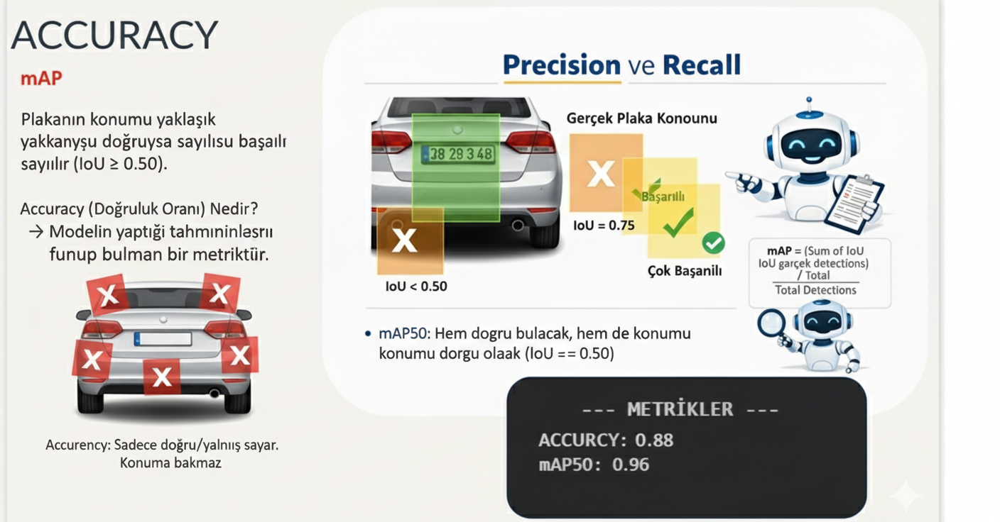 ACCURACY
mAP
Plakanın konumu yaklaşık
yakkanyşu doğruysa sayılısu başaılı
sayıılır (IoU ≥ 0.50).
Accuracy (Doğruluk Oranı) Nedir?
→ Modelin yaptığı tahmıninlaşrıı
funup bulman bir metriktür.
X
X
X
X
X
Accurency: Sadece doğru/yalnıış sayar.
Konuma bakmaz
Precision ve Recall
38 29 3 48
X
IoU < 0.50
Gerçek Plaka Konounu
X
Başarıllı
IoU = 0.75
Çok Başanilı
mAP = (Sum of IoU
IoU garçek detections)
/ Total
Total Detections
• mAP50: Hem dogru bulacak, hem de konumu
konumu dorgu olaak (IoU == 0.50)
--- METRİKLER ---
ACCURCY: 0.88
mAP50: 0.96